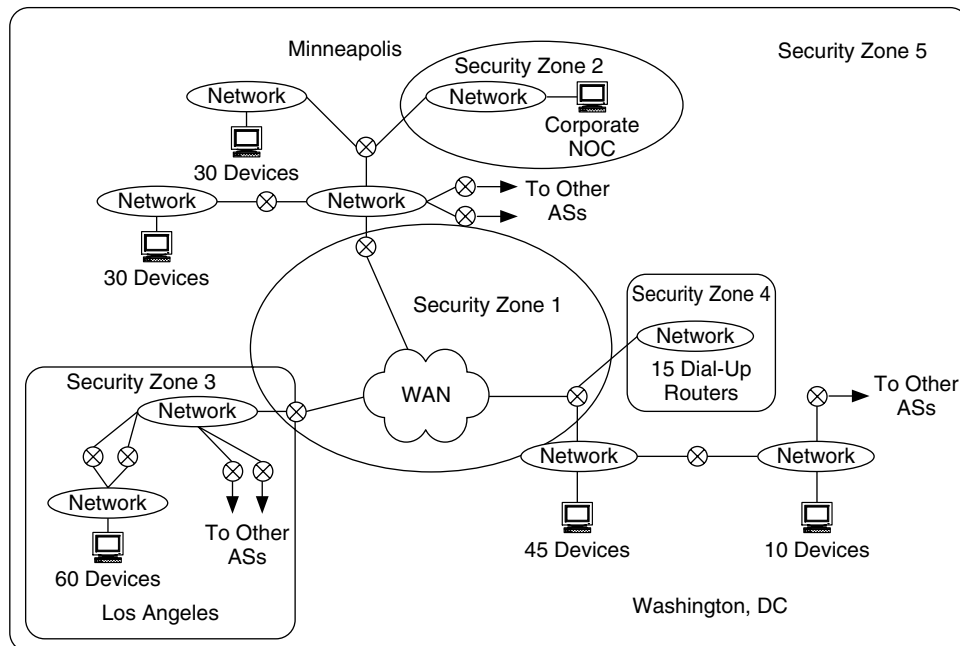 Minneapolis
Security Zone 5
Security Zone 2
Network
Network
Corporate
NOC
30 Devices
Network
Network
To Other
ASs
30 Devices
Security Zone 1
Security Zone 4
Network
15 Dial-Up
Routers
Security Zone 3
Network
WAN
To Other
ASs
Network
Network
Network
To Other
ASs
60 Devices
45 Devices
10 Devices
Los Angeles
Washington, DC